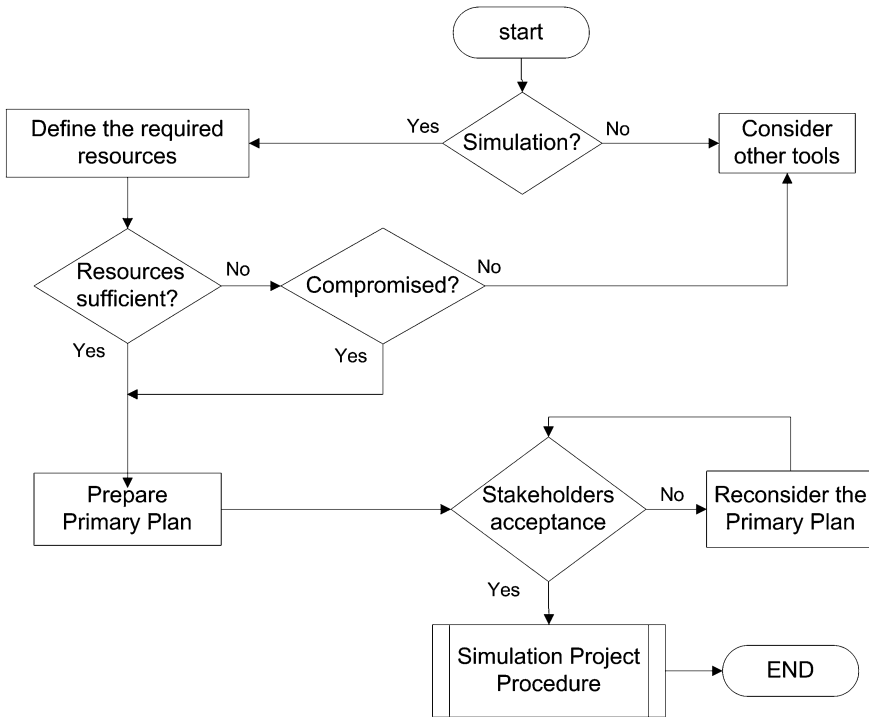 start
Yes
Simulation?
No
Define the required
resources
Consider
other tools
Resources
sufficient?
No
Compromised?
No
Yes
Yes
Prepare
Primary Plan
Stakeholders
acceptance
No
Reconsider the
Primary Plan
Yes
Simulation Project
Procedure
END